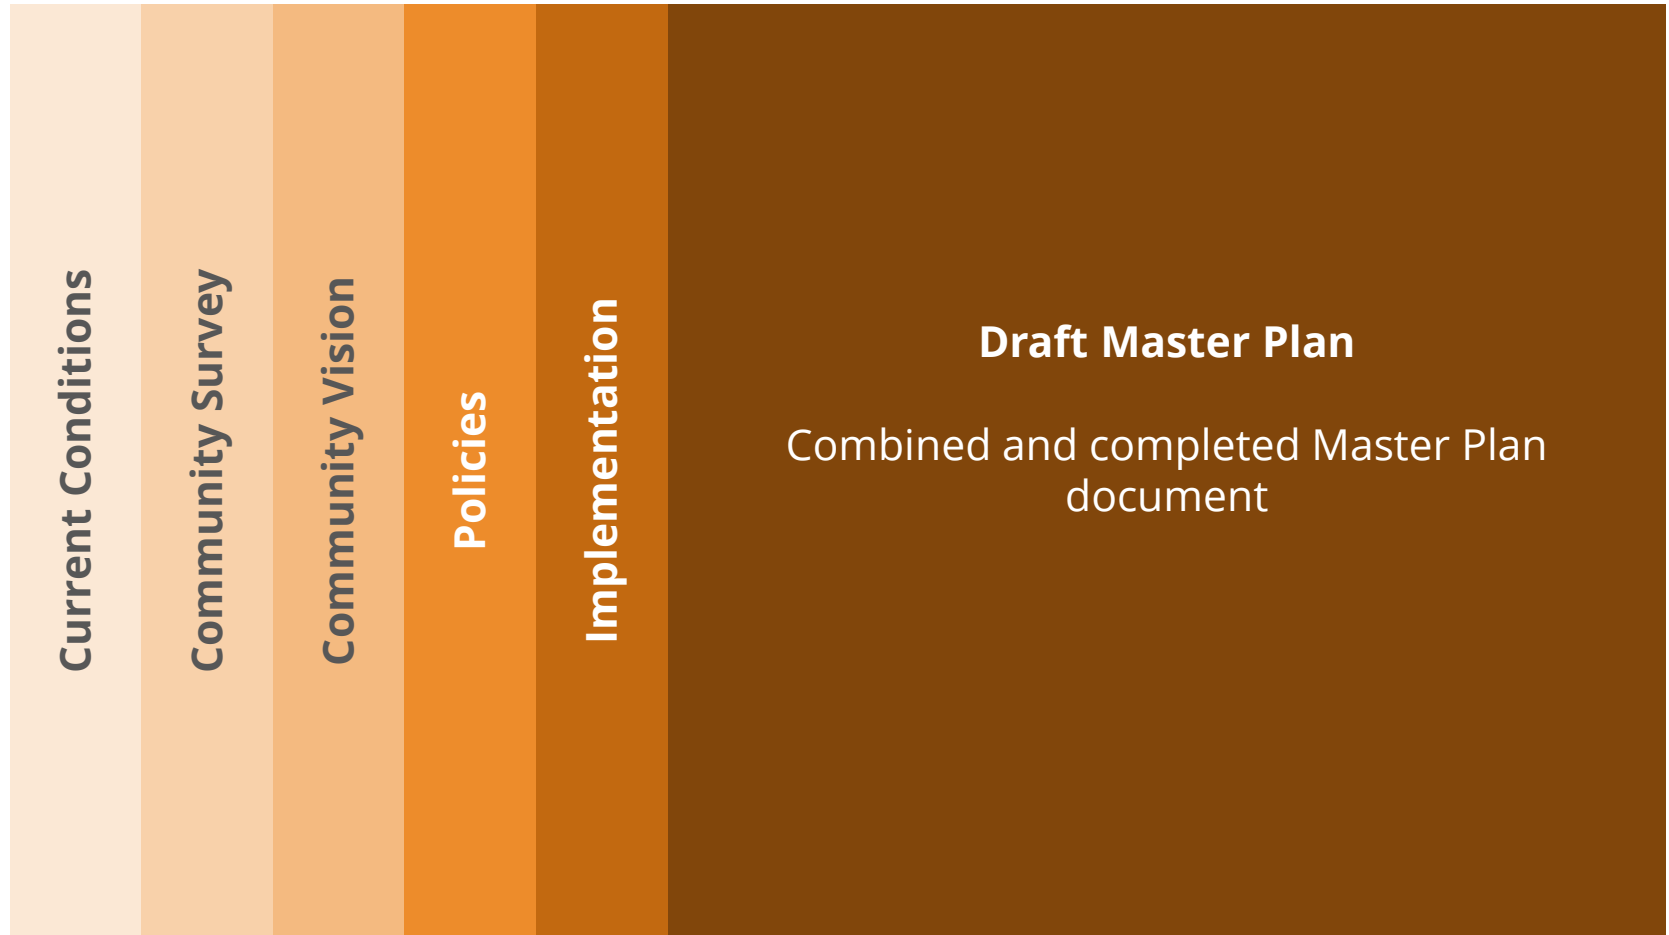 Current Conditions
Community Survey
Community Vision
Policies
Implementation
Draft Master Plan
Combined and completed Master Plan
document